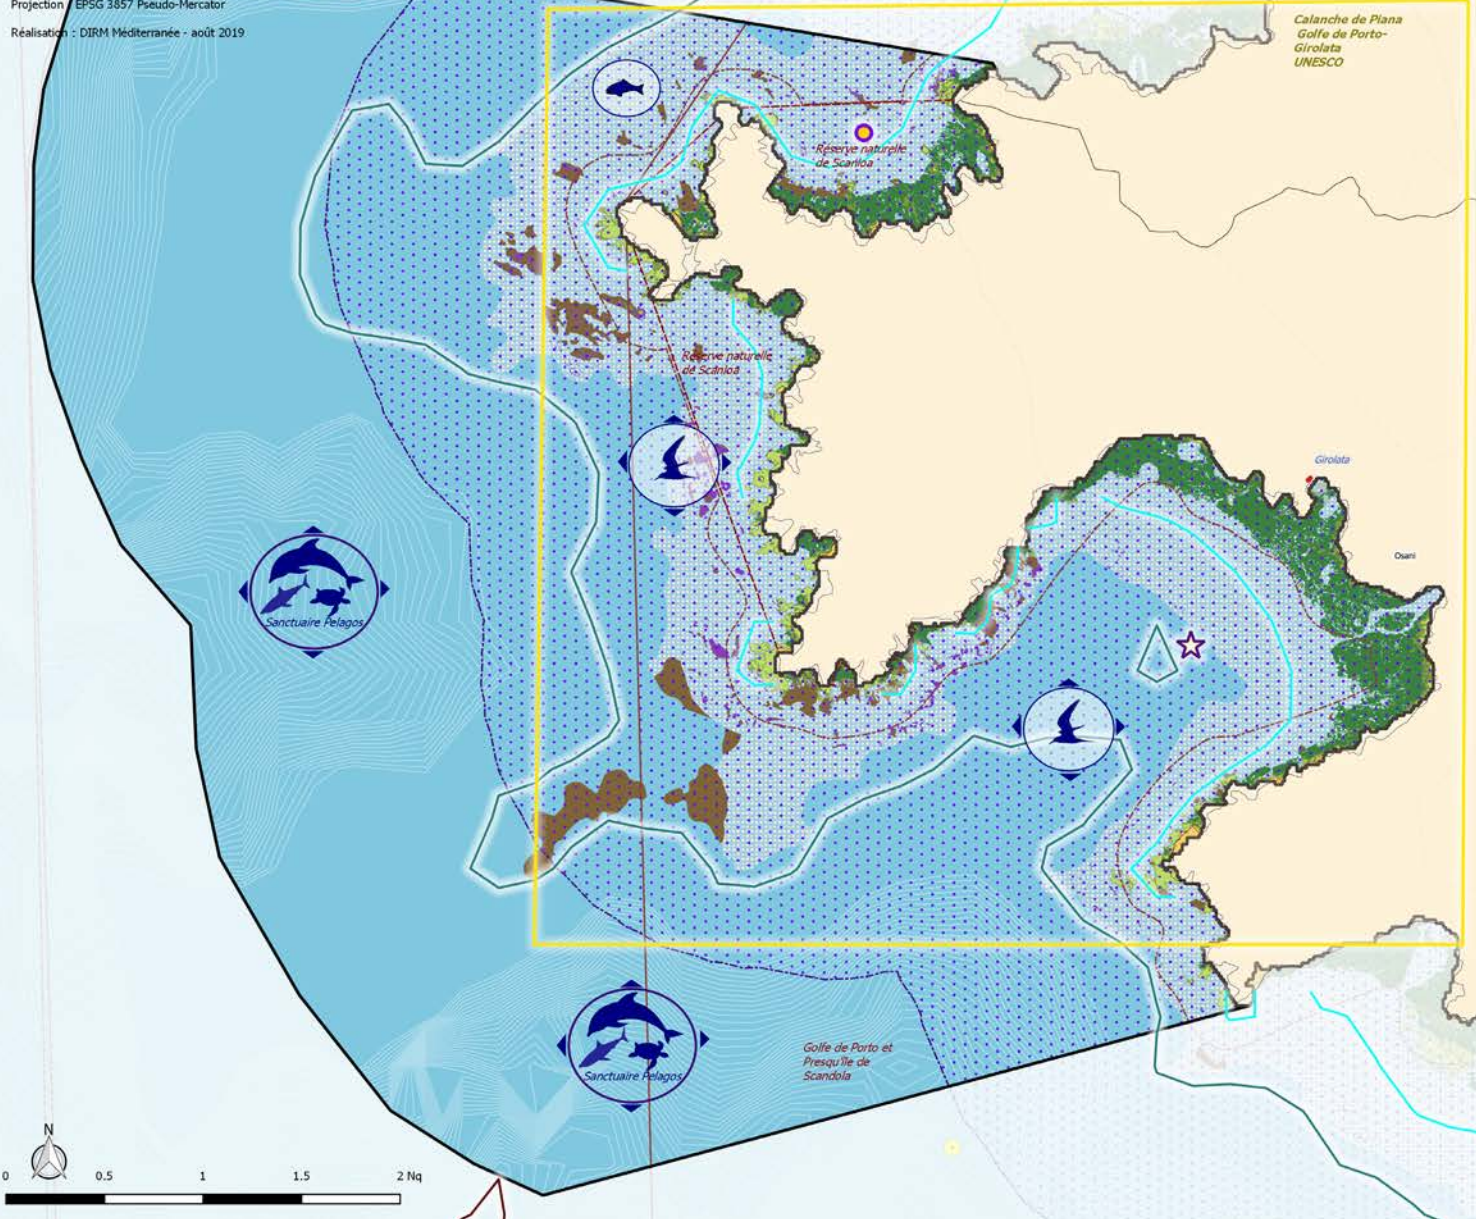 Projection : EPSG 3857 Pseudo-Mercator
Réalisation : DIRM Méditerranée - août 2019
Calanche de Piana
Golfe de Porto-
Girolata
UNESCO
Réserve naturelle
de Scanloa
Réserve naturelle
de Scanloa
Girolata
Osani
Sanctuaire Pelagos
Sanctuaire Pelagos
Golfe de Porto et
Presqu'île de
Scandola
N
0 0.5 1 1.5 2 Nq